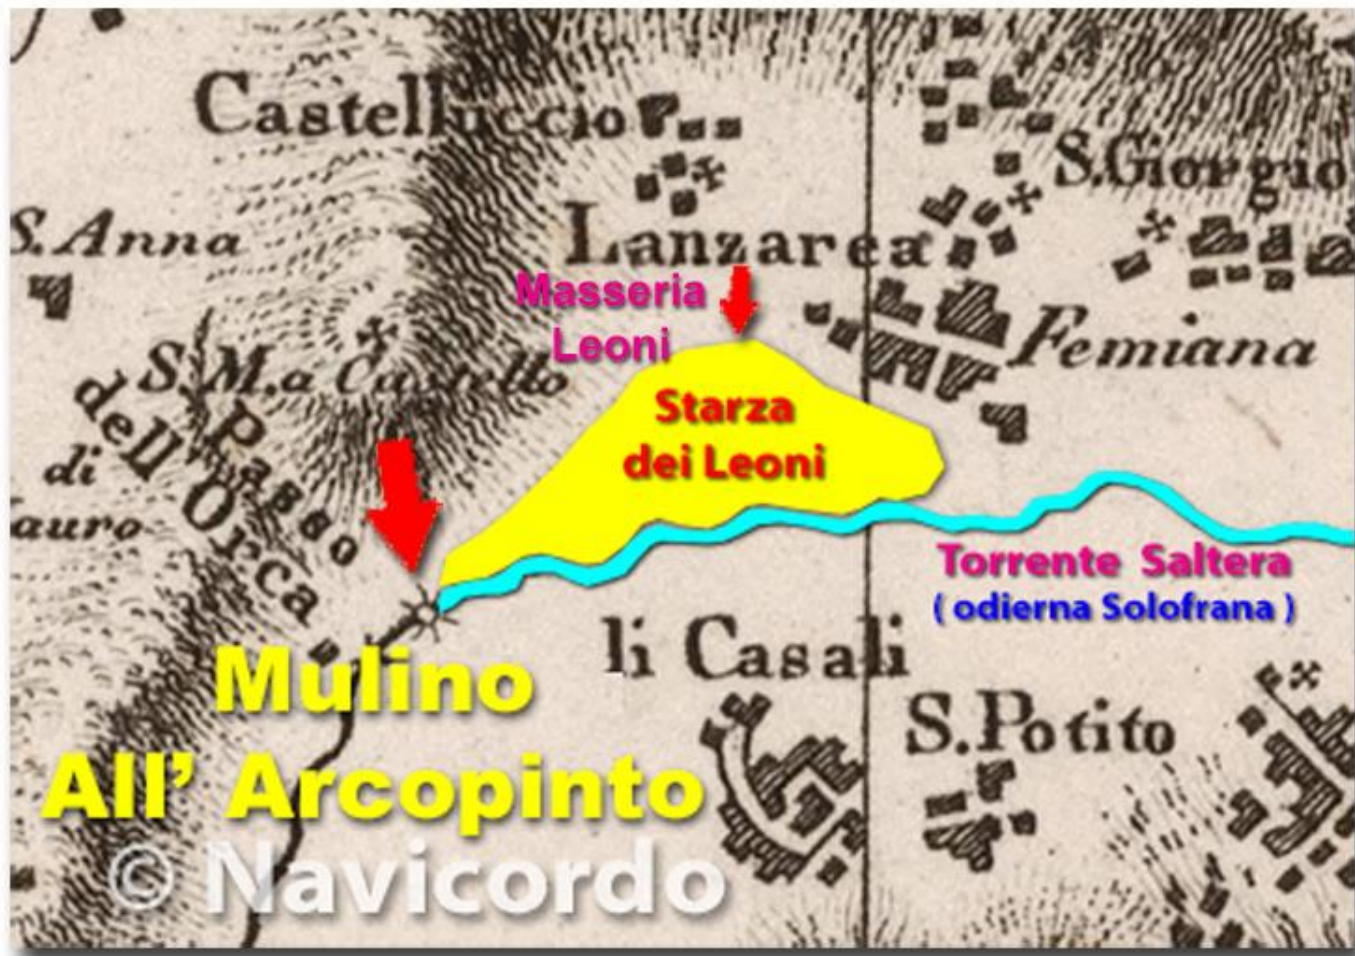 Castelluccio
S. Anna
Lanzarea
S. Giorgio
Masseria
Leoni
Femiana
S. M.a Castello
Starza
dei Leoni
Passo
dell Orca
di
auro
Torrente Saltera
( odierna Solofrana )
li Casali
Mulino
All' Arcopinto
S. Potito
© Navicordo